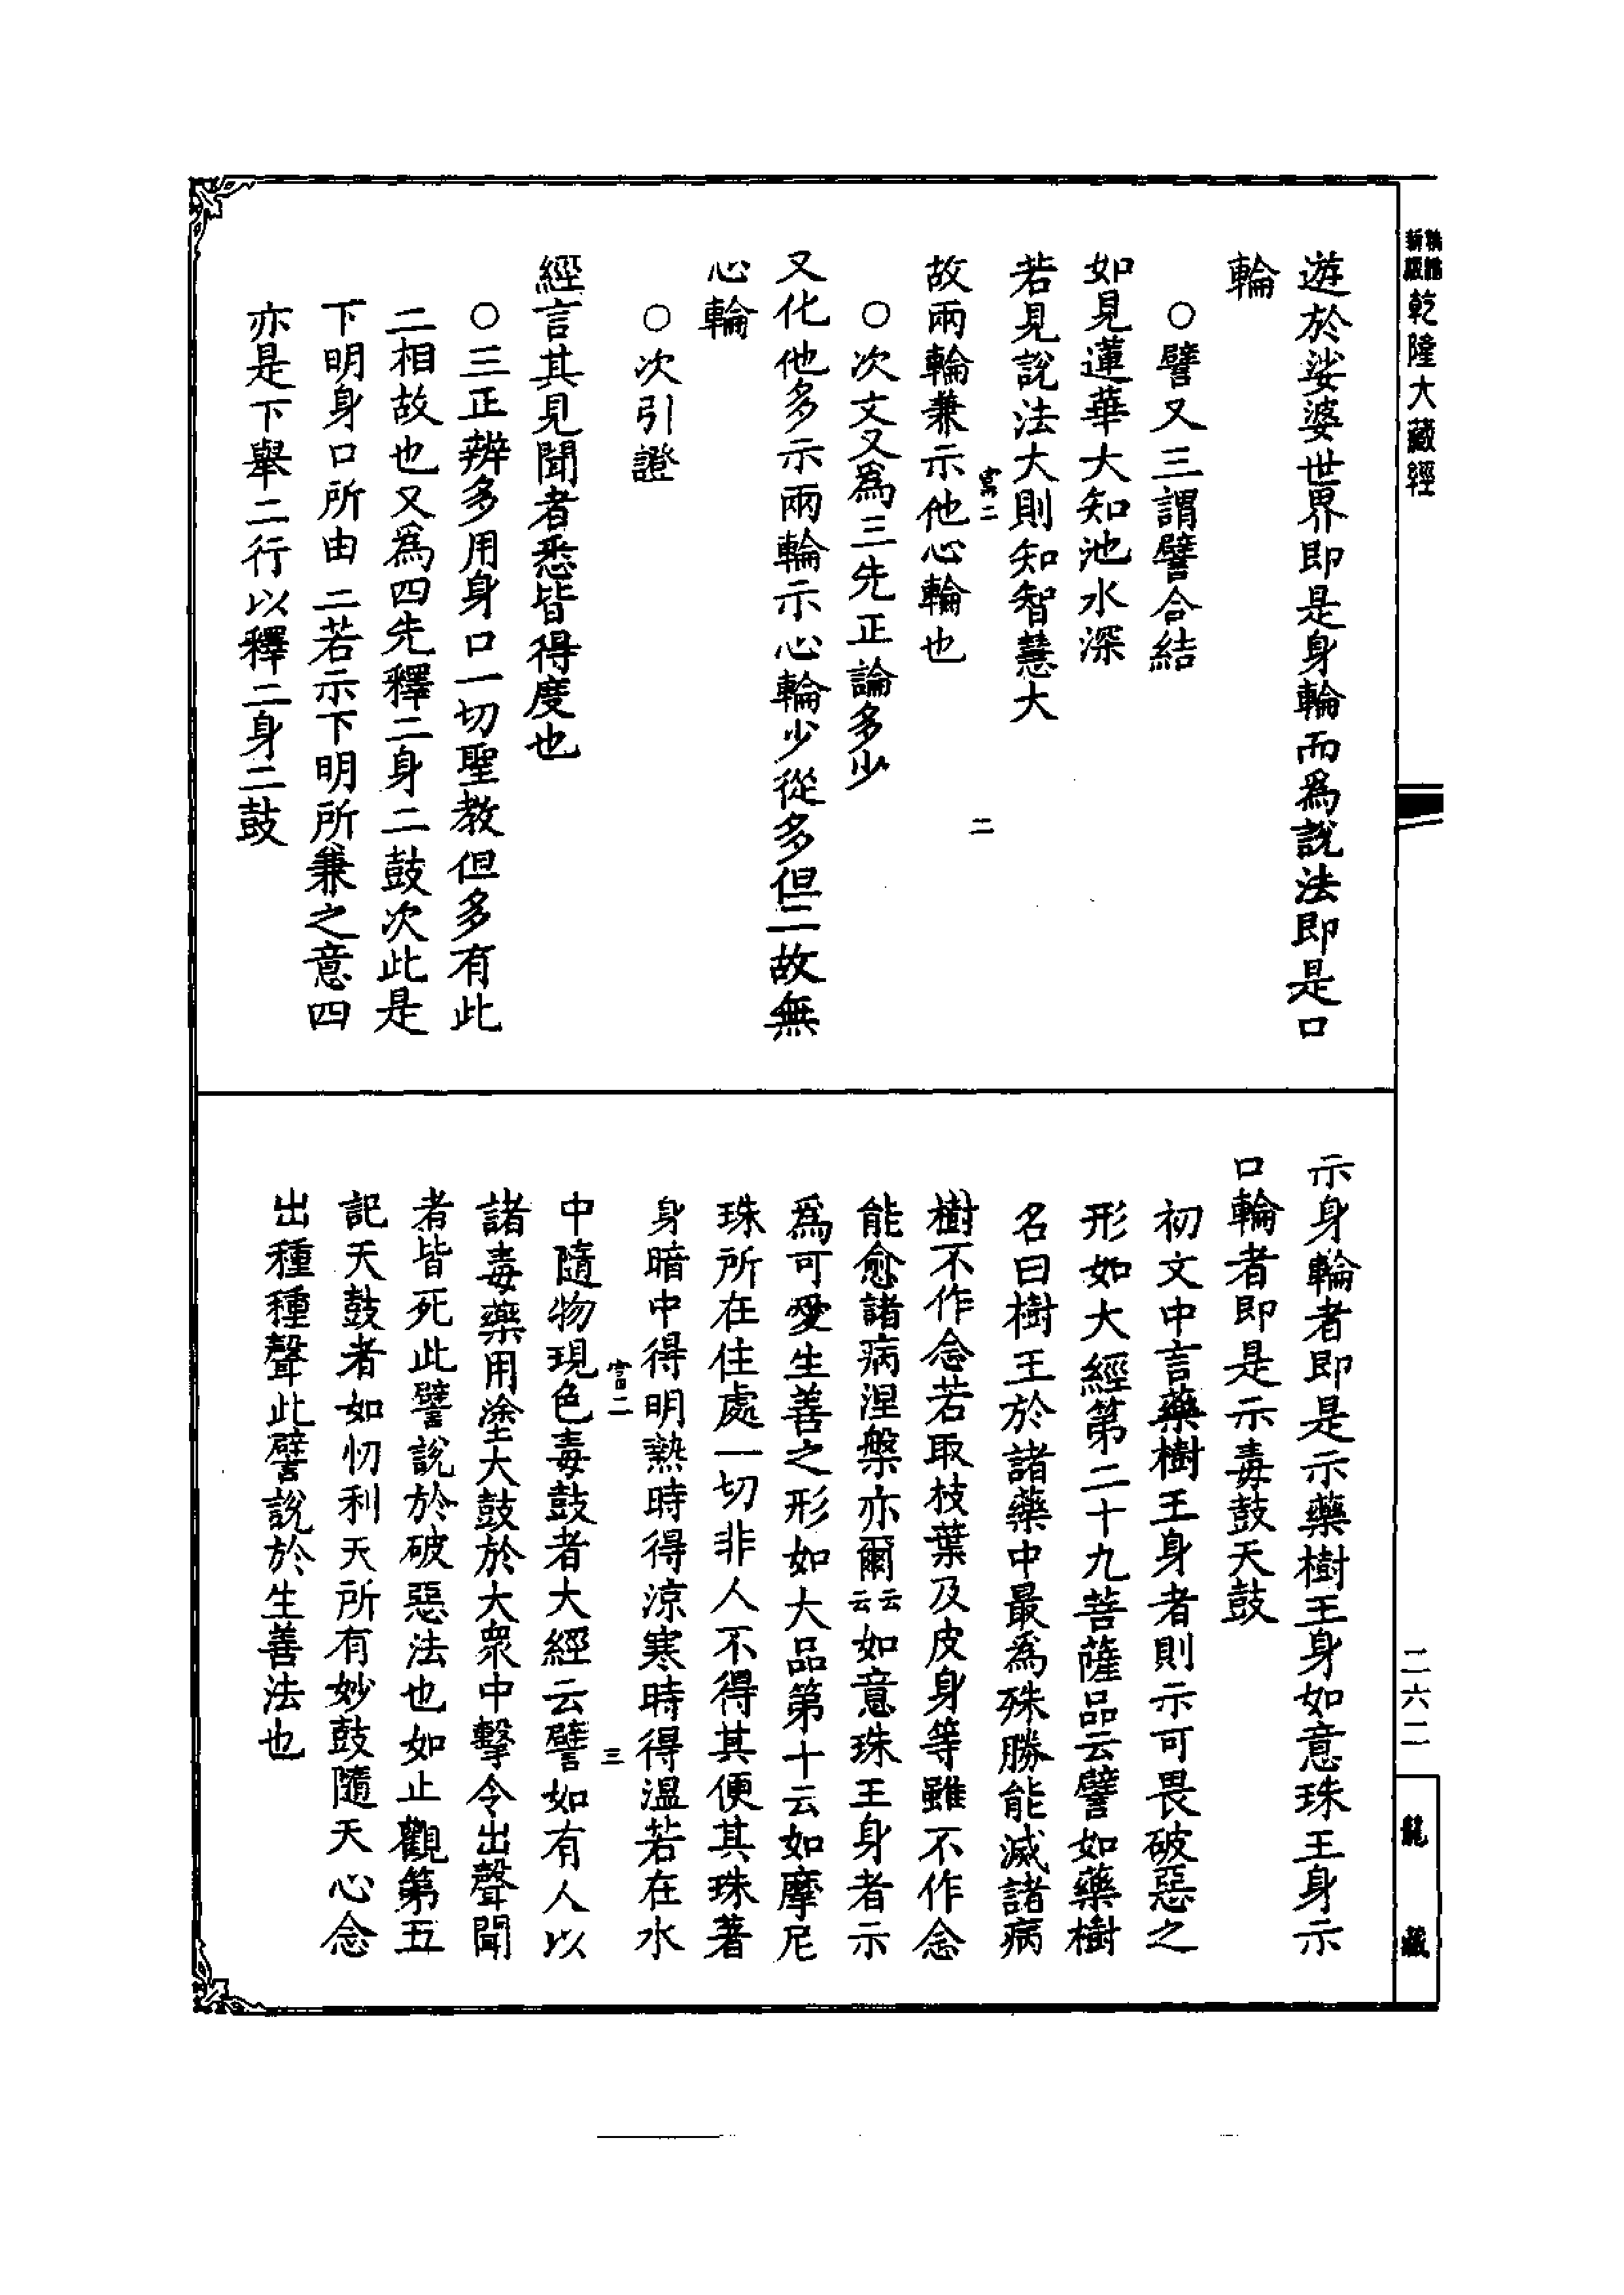 乾隆大藏經
遊於娑婆世界即是身輪而為說法即是口
輪
○譬又三謂譬合結
如見蓮華大知池水深
若見說法大則知智慧大
二
故兩輪兼示他心輪也
○次文又為三先正論多少
又化他多示兩輪示心輪少從多但二故無
心輪
○次引證
經言其見聞者悉皆得度也
○三正辨多用身口一切聖教但多有此
二相故也又為四先釋二身二鼓次此是
下明身口所由二若示下明所兼之意四
亦是下舉二行以釋二身二鼓
二六二
龍藏
示身輪者即是示藥樹王身如意珠王身示
口輪者即是示毒鼓天鼓
初文中言藥樹王身者則示可畏破惡之
形如大經第二十九菩薩品云譬如藥樹
名曰樹王於諸藥中最為殊勝能滅諸病
樹不作念若取枝葉及皮身等雖不作念
能愈諸病涅槃亦爾云云如意珠王身者示
為可愛生善之形如大品第十云如摩尼
珠所在住處一切非人不得其便其珠著
身暗中得明熱時得涼寒時得溫若在水
三
中隨物現色毒鼓者大經云譬如有人以
諸毒藥用塗大鼓於大眾中擊令出聲聞
者皆死此譬說於破惡法也如止觀第五
記天鼓者如忉利天所有妙鼓隨天心念
出種種聲此譬說於生善法也